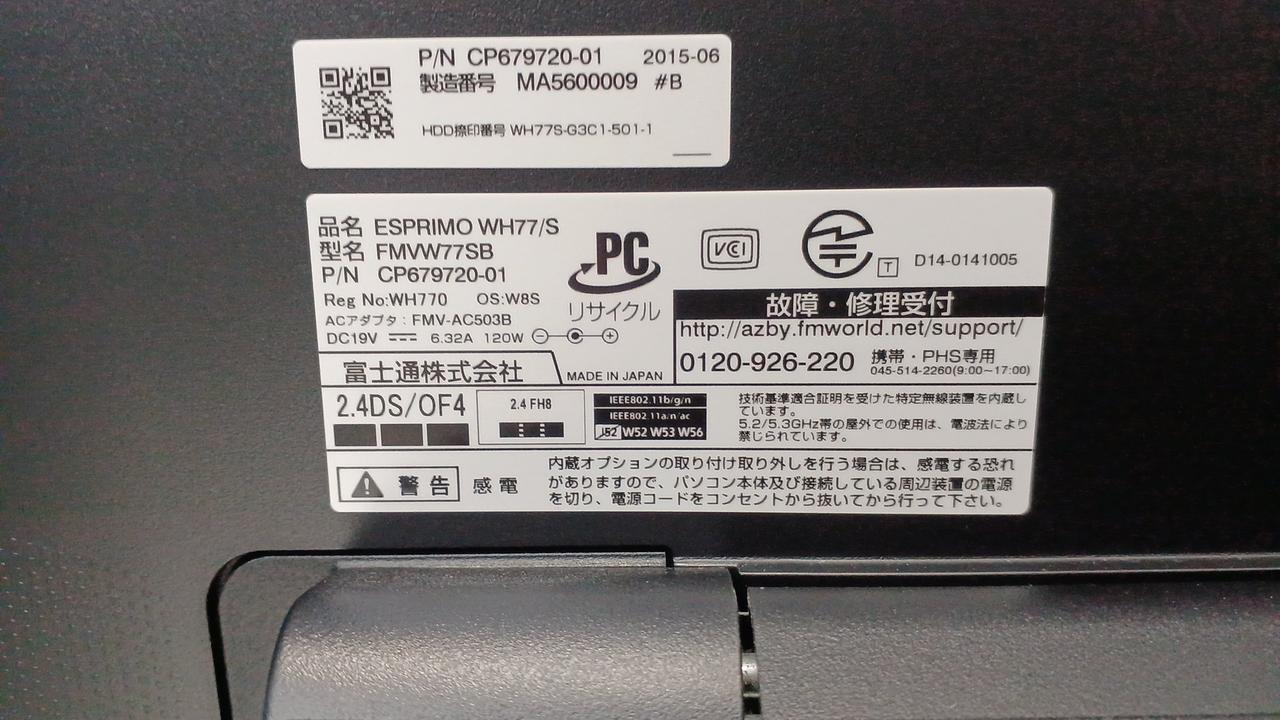 P/N CP679720-01 2015-06
製造番号 MA5600009 #B
HDD捺印番号 WH77S-G3C1-501-1
品名 ESPRIMO WH77/S
型名 FMVW77SB
P/N CP679720-01
Reg No:WH770 OS:W8S
ACアダプタ:FMV-AC503B
DC19V 6.32A 120W
PC
リサイクル
VCI
T D14-0141005
故障・修理受付
http://azby.fmworld.net/support/
0120-926-220 携帯・PHS専用
045-514-2260(9:00~17:00)
富士通株式会社
MADE IN JAPAN
2.4DS/OF4
2.4 FH8
IEEE802.11b/g/n
IEEE802.11a/n/ac
J52 W52 W53 W56
技術基準適合証明を受けた特定無線装置を内蔵し
ています。
5.2/5.3GHz帯の屋外での使用は、電波法により
禁じられています。
警告 感電
内蔵オプションの取り付け取り外しを行う場合は、感電する恐れ
がありますので、パソコン本体及び接続している周辺装置の電源
を切り、電源コードをコンセントから抜いてから行って下さい。